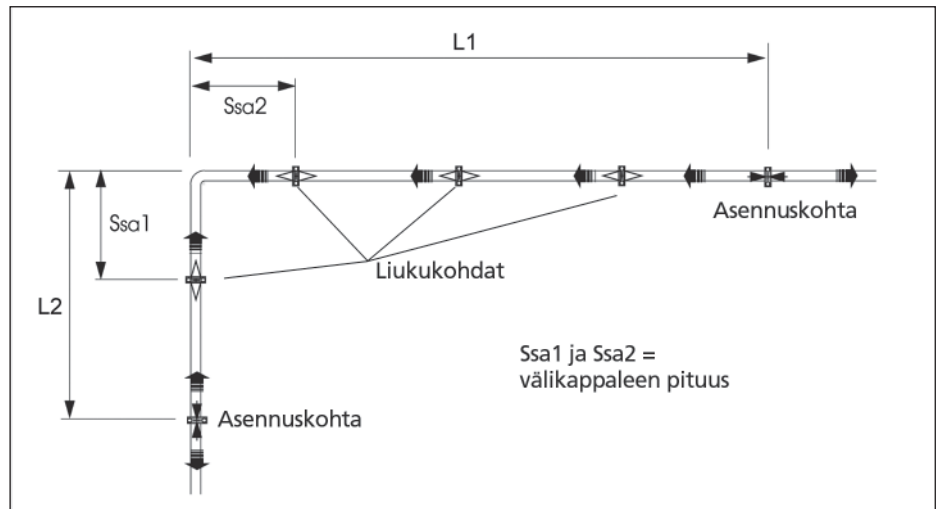 L1
Ssa2
Ssa1
Asennuskohta
Liukukohdat
L2
Ssa1 ja Ssa2 =
välikappaleen pituus
Asennuskohta